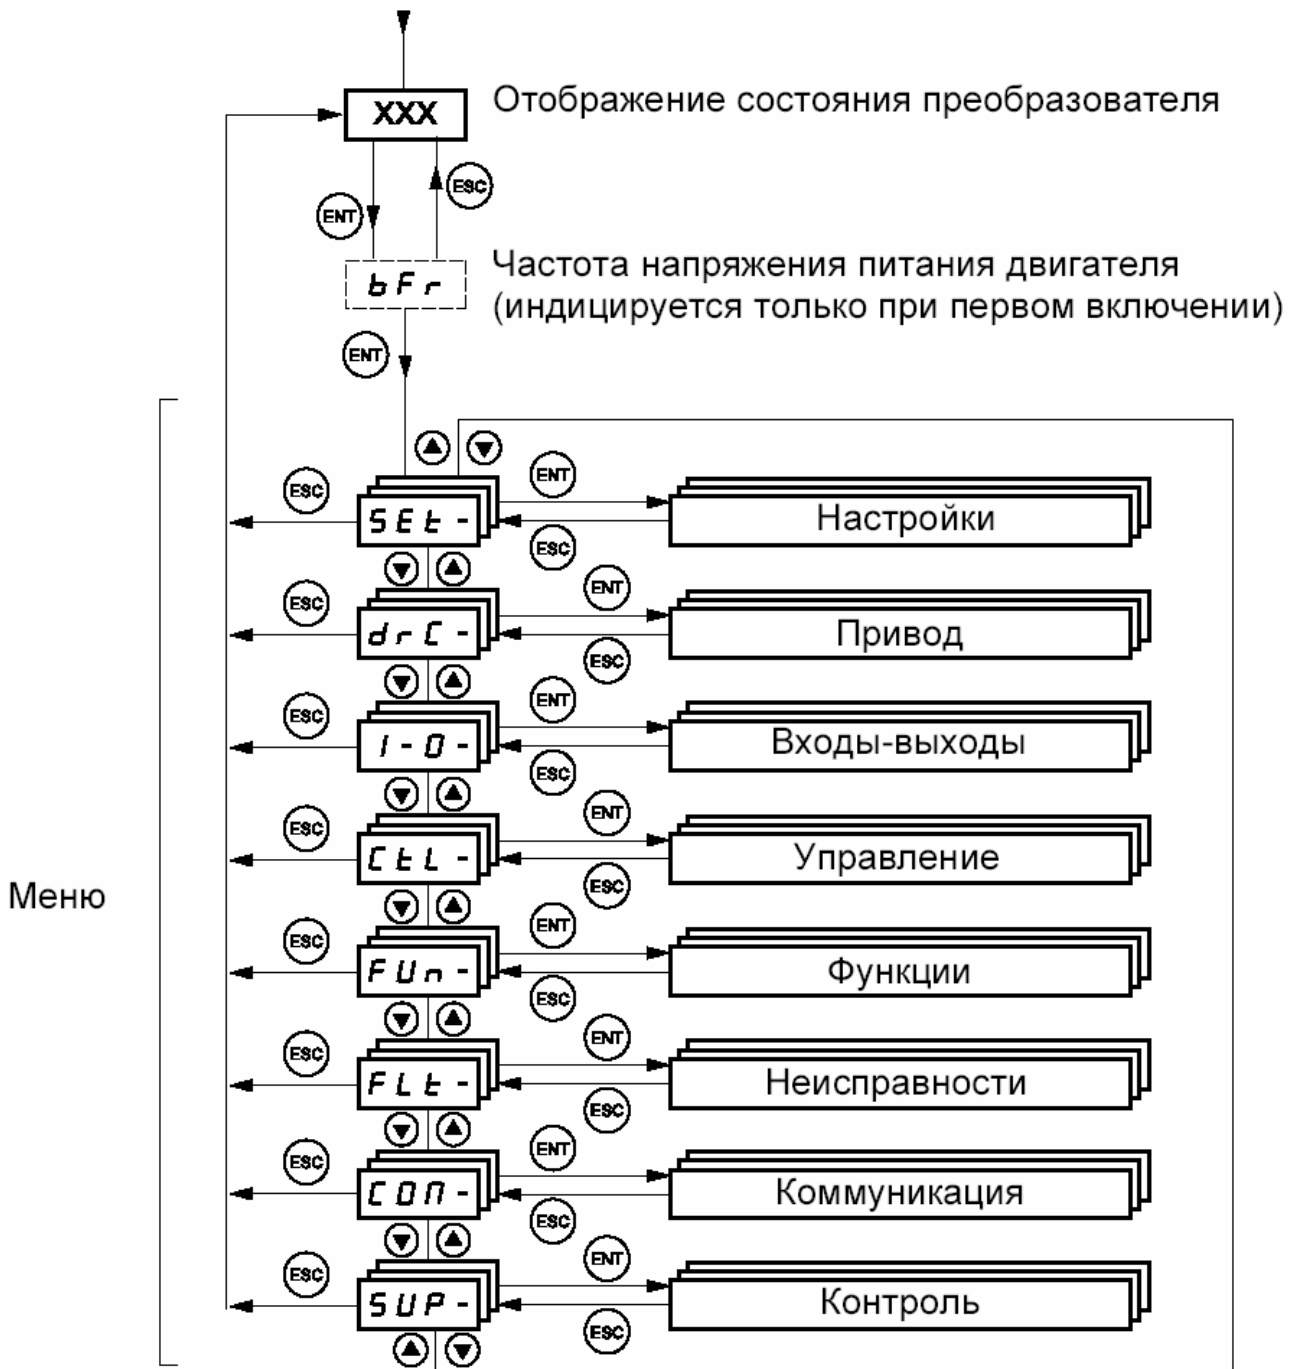 XXX
Отображение состояния преобразователя
ESC
ENT
bFr
Частота напряжения питания двигателя
(индицируется только при первом включении)
ENT
Меню
ESC
SEt-
ENT
ESC
Настройки
ESC
drC-
ENT
ESC
Привод
ESC
I-O-
ENT
ESC
Входы-выходы
ESC
CtL-
ENT
ESC
Управление
ESC
FUn-
ENT
ESC
Функции
ESC
FLt-
ENT
ESC
Неисправности
ESC
COM-
ENT
ESC
Коммуникация
ESC
SUP-
ENT
ESC
Контроль